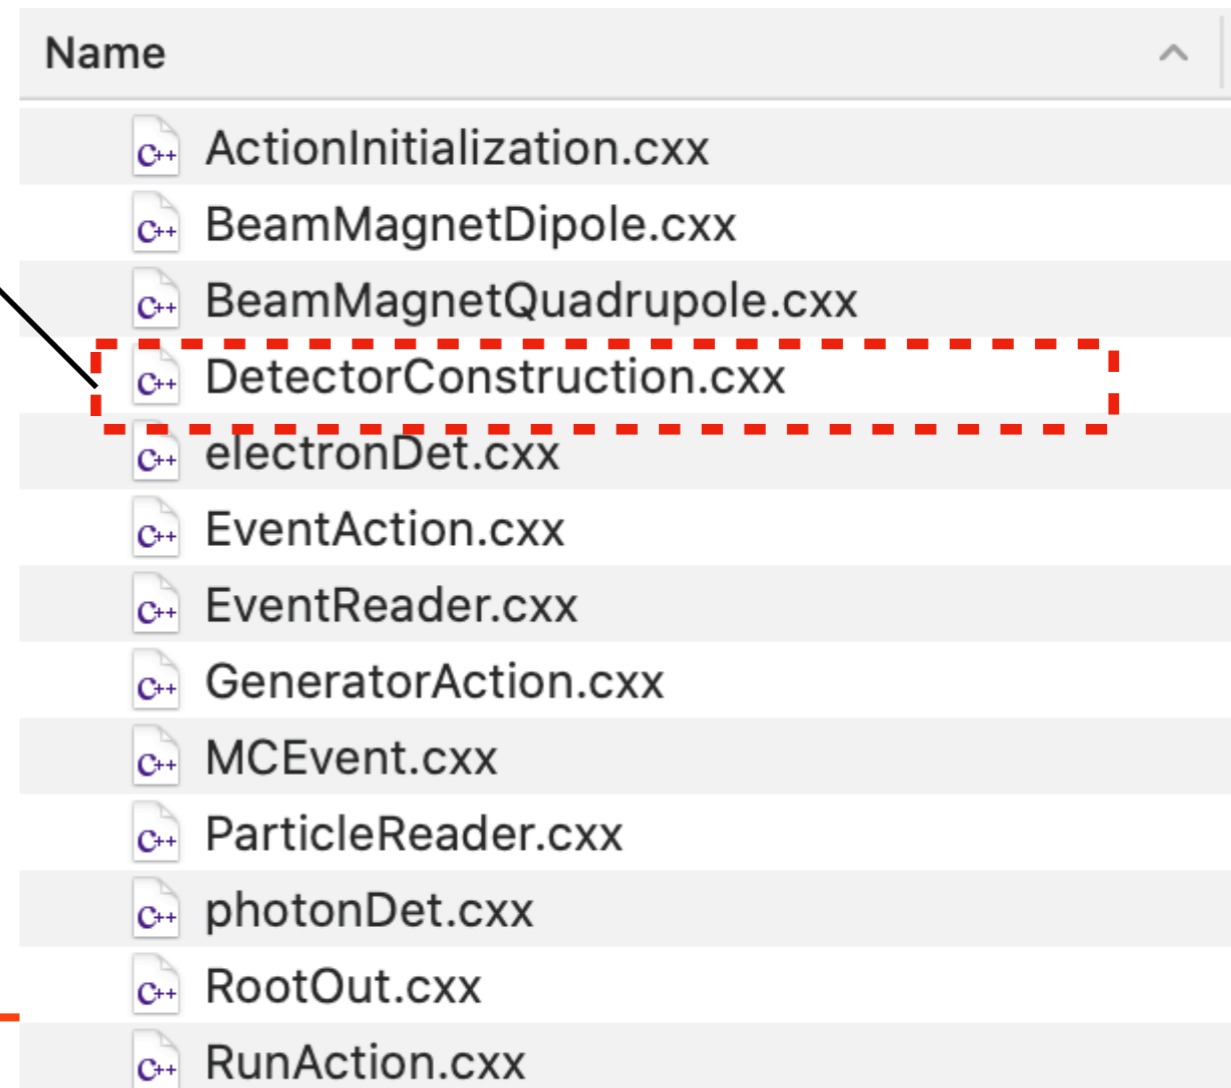 Name
C++ ActionInitialization.cxx
C++ BeamMagnetDipole.cxx
C++ BeamMagnetQuadrupole.cxx
C++ DetectorConstruction.cxx
C++ electronDet.cxx
C++ EventAction.cxx
C++ EventReader.cxx
C++ GeneratorAction.cxx
C++ MCEvent.cxx
C++ ParticleReader.cxx
C++ photonDet.cxx
C++ RootOut.cxx
C++ RunAction.cxx